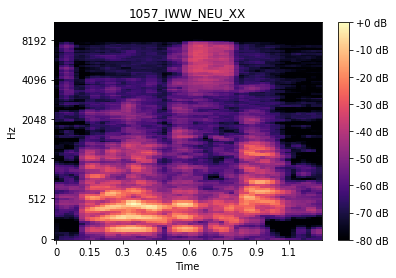 1057_IWW_NEU_XX
Hz
8192
4096
2048
1024
512
0
0 0.15 0.3 0.45 0.6 0.75 0.9 1.1
Time
+0 dB
-10 dB
-20 dB
-30 dB
-40 dB
-50 dB
-60 dB
-70 dB
-80 dB